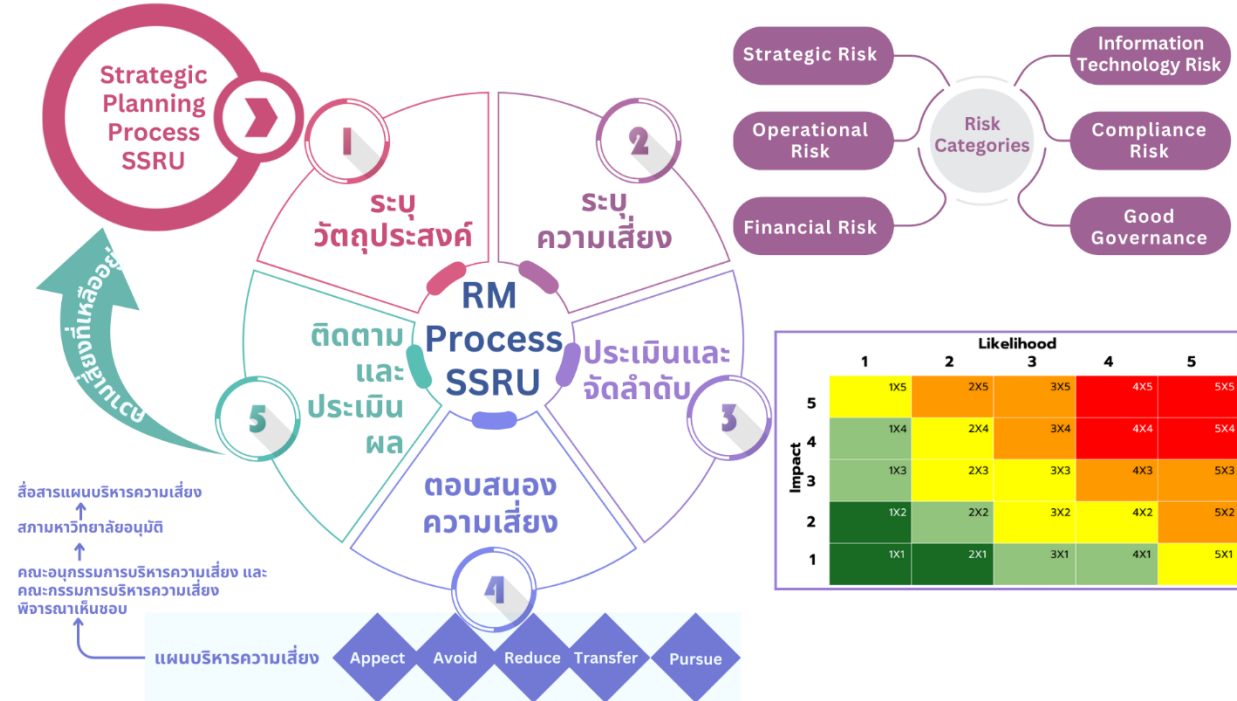 Strategic
Planning
Process
SSRU
1
ระบุ
วัตถุประสงค์
2
ระบุ
ความเสี่ยง
3
ประเมินและ
จัดลำดับ
4
ตอบสนอง
ความเสี่ยง
5
ติดตาม
และ
ประเมิน
ผล
RM
Process
SSRU
ความเสี่ยงที่เหลืออยู่
Risk
Categories
Strategic Risk
Operational
Risk
Financial Risk
Information
Technology Risk
Compliance
Risk
Good
Governance
Likelihood
1 2 3 4 5
Impact
5 1X5 2X5 3X5 4X5 5X5
4 1X4 2X4 3X4 4X4 5X4
3 1X3 2X3 3X3 4X3 5X3
2 1X2 2X2 3X2 4X2 5X2
1 1X1 2X1 3X1 4X1 5X1
สื่อสารแผนบริหารความเสี่ยง
สภามหาวิทยาลัยอนุมัติ
คณะอนุกรรมการบริหารความเสี่ยง และ
คณะกรรมการบริหารความเสี่ยง
พิจารณาเห็นชอบ
แผนบริหารความเสี่ยง
Appect Avoid Reduce Transfer Pursue